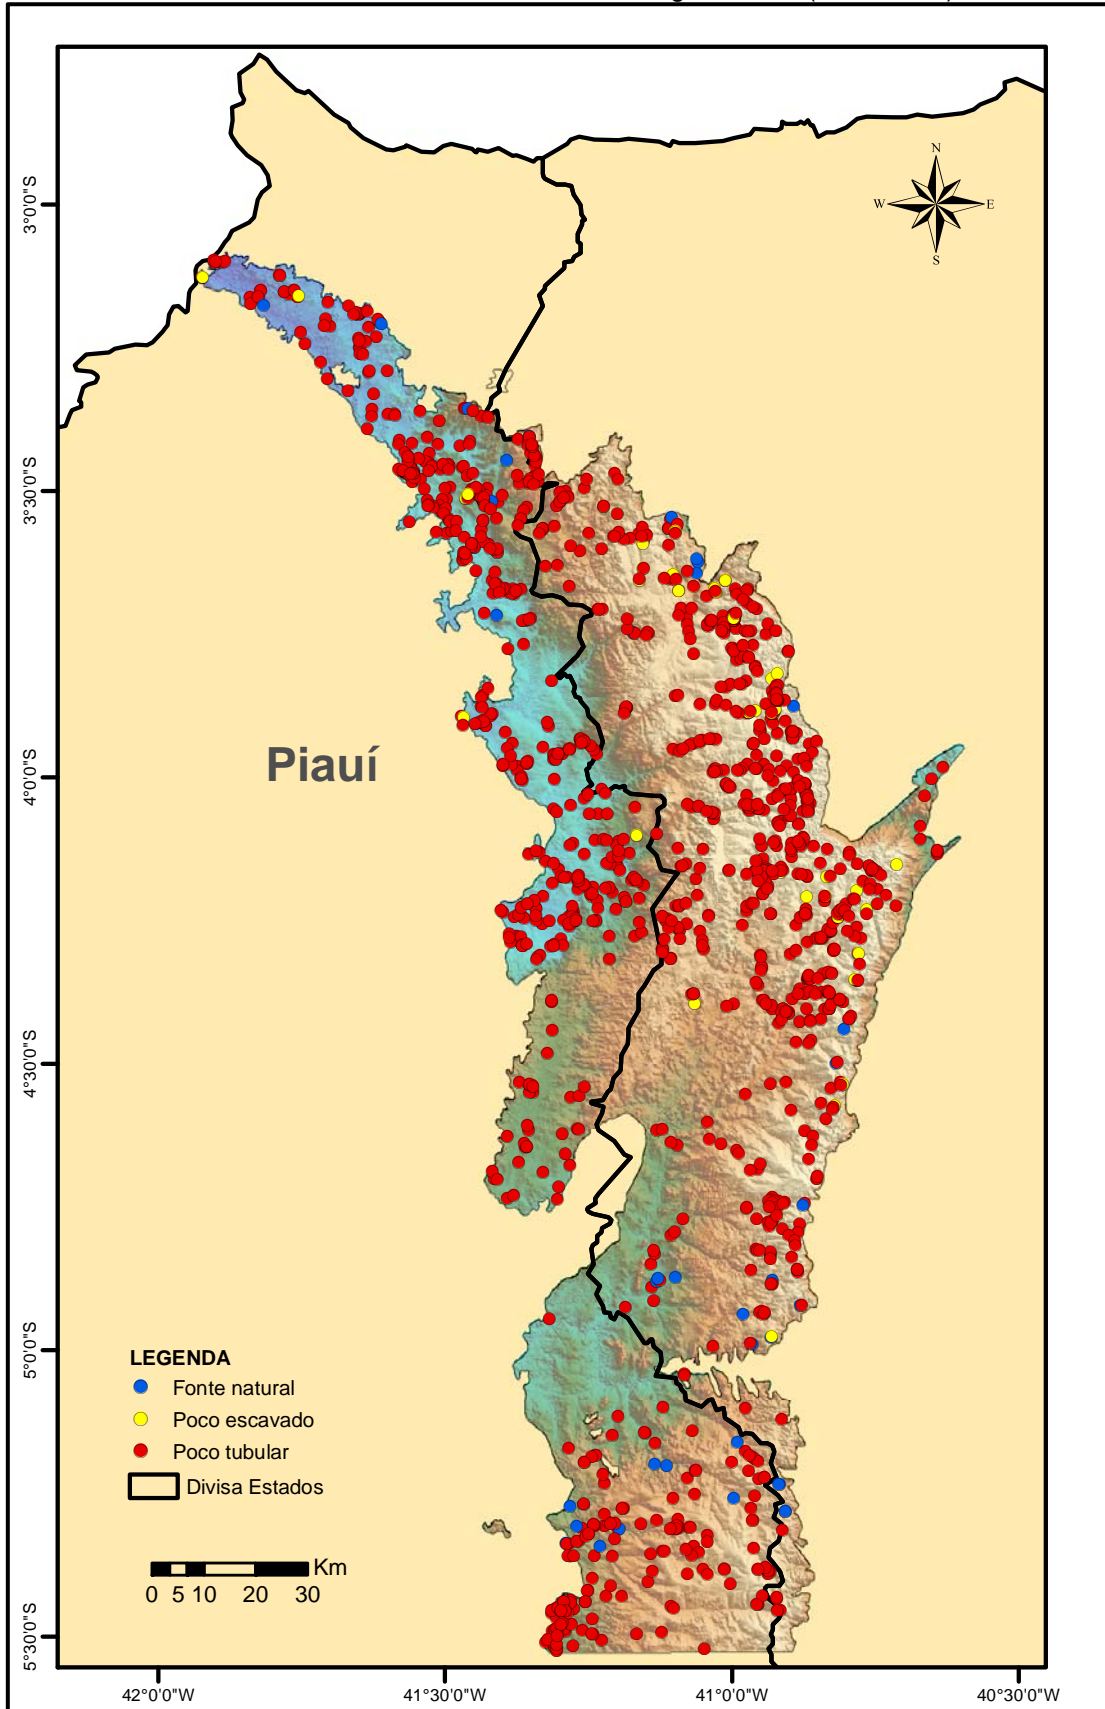 N
W E
S
3°0'0"S
3°30'0"S
4°0'0"S
4°30'0"S
5°0'0"S
5°30'0"S
Piauí
LEGENDA
Fonte natural
Poco escavado
Poco tubular
Divisa Estados
Km
0 5 10 20 30
42°0'0"W 41°30'0"W 41°0'0"W 40°30'0"W